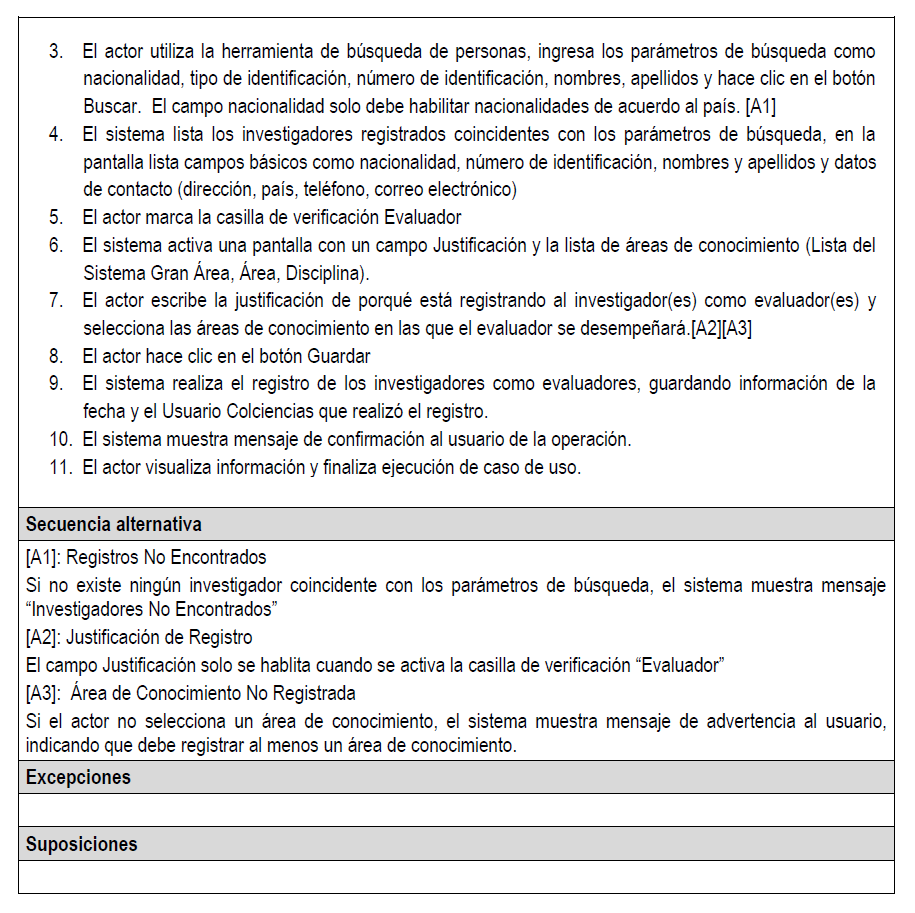 3. El actor utiliza la herramienta de búsqueda de personas, ingresa los parámetros de búsqueda como
nacionalidad, tipo de identificación, número de identificación, nombres, apellidos y hace clic en el botón
Buscar. El campo nacionalidad solo debe habilitar nacionalidades de acuerdo al país. [A1]
4. El sistema lista los investigadores registrados coincidentes con los parámetros de búsqueda, en la
pantalla lista campos básicos como nacionalidad, número de identificación, nombres y apellidos y datos
de contacto (dirección, país, teléfono, correo electrónico)
5. El actor marca la casilla de verificación Evaluador
6. El sistema activa una pantalla con un campo Justificación y la lista de áreas de conocimiento (Lista del
Sistema Gran Área, Área, Disciplina).
7. El actor escribe la justificación de porqué está registrando al investigador(es) como evaluador(es) y
selecciona las áreas de conocimiento en las que el evaluador se desempeñará.[A2][A3]
8. El actor hace clic en el botón Guardar
9. El sistema realiza el registro de los investigadores como evaluadores, guardando información de la
fecha y el Usuario Colciencias que realizó el registro.
10. El sistema muestra mensaje de confirmación al usuario de la operación.
11. El actor visualiza información y finaliza ejecución de caso de uso.
Secuencia alternativa
[A1]: Registros No Encontrados
Si no existe ningún investigador coincidente con los parámetros de búsqueda, el sistema muestra mensaje
“Investigadores No Encontrados”
[A2]: Justificación de Registro
El campo Justificación solo se hablita cuando se activa la casilla de verificación “Evaluador”
[A3]: Área de Conocimiento No Registrada
Si el actor no selecciona un área de conocimiento, el sistema muestra mensaje de advertencia al usuario,
indicando que debe registrar al menos un área de conocimiento.
Excepciones
Suposiciones